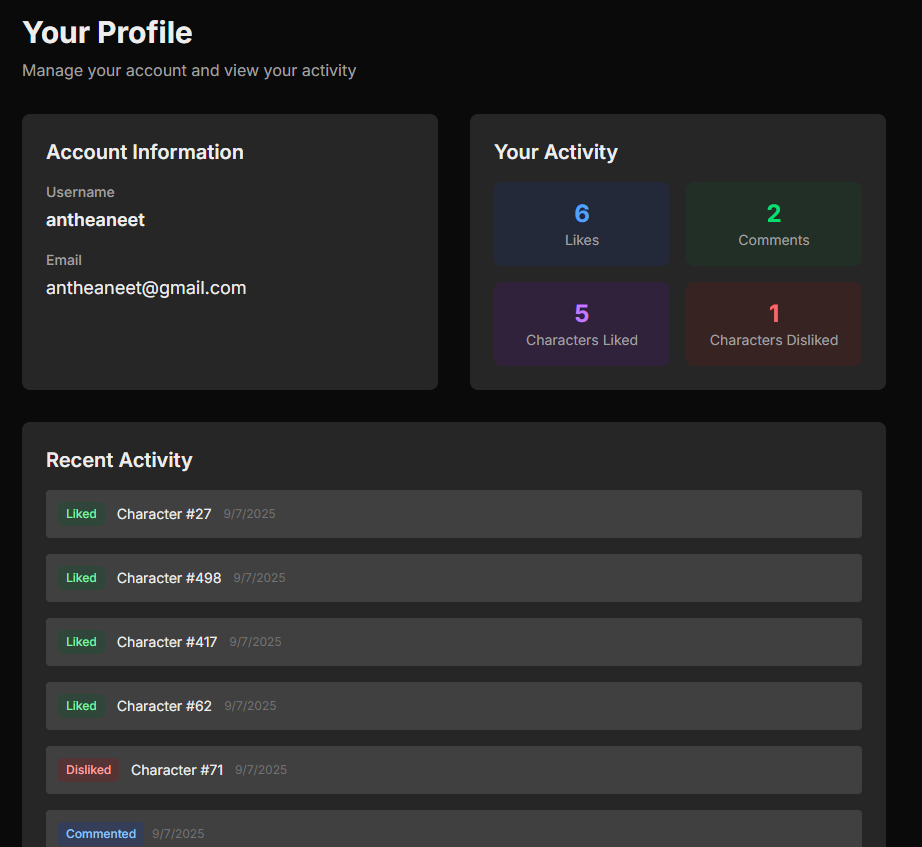 Your Profile
Manage your account and view your activity
Account Information
Username
antheaneet
Email
antheaneet@gmail.com
Your Activity
6
Likes
2
Comments
5
Characters Liked
1
Characters Disliked
Recent Activity
Liked Character #27 9/7/2025
Liked Character #498 9/7/2025
Liked Character #417 9/7/2025
Liked Character #62 9/7/2025
Disliked Character #71 9/7/2025
Commented 9/7/2025